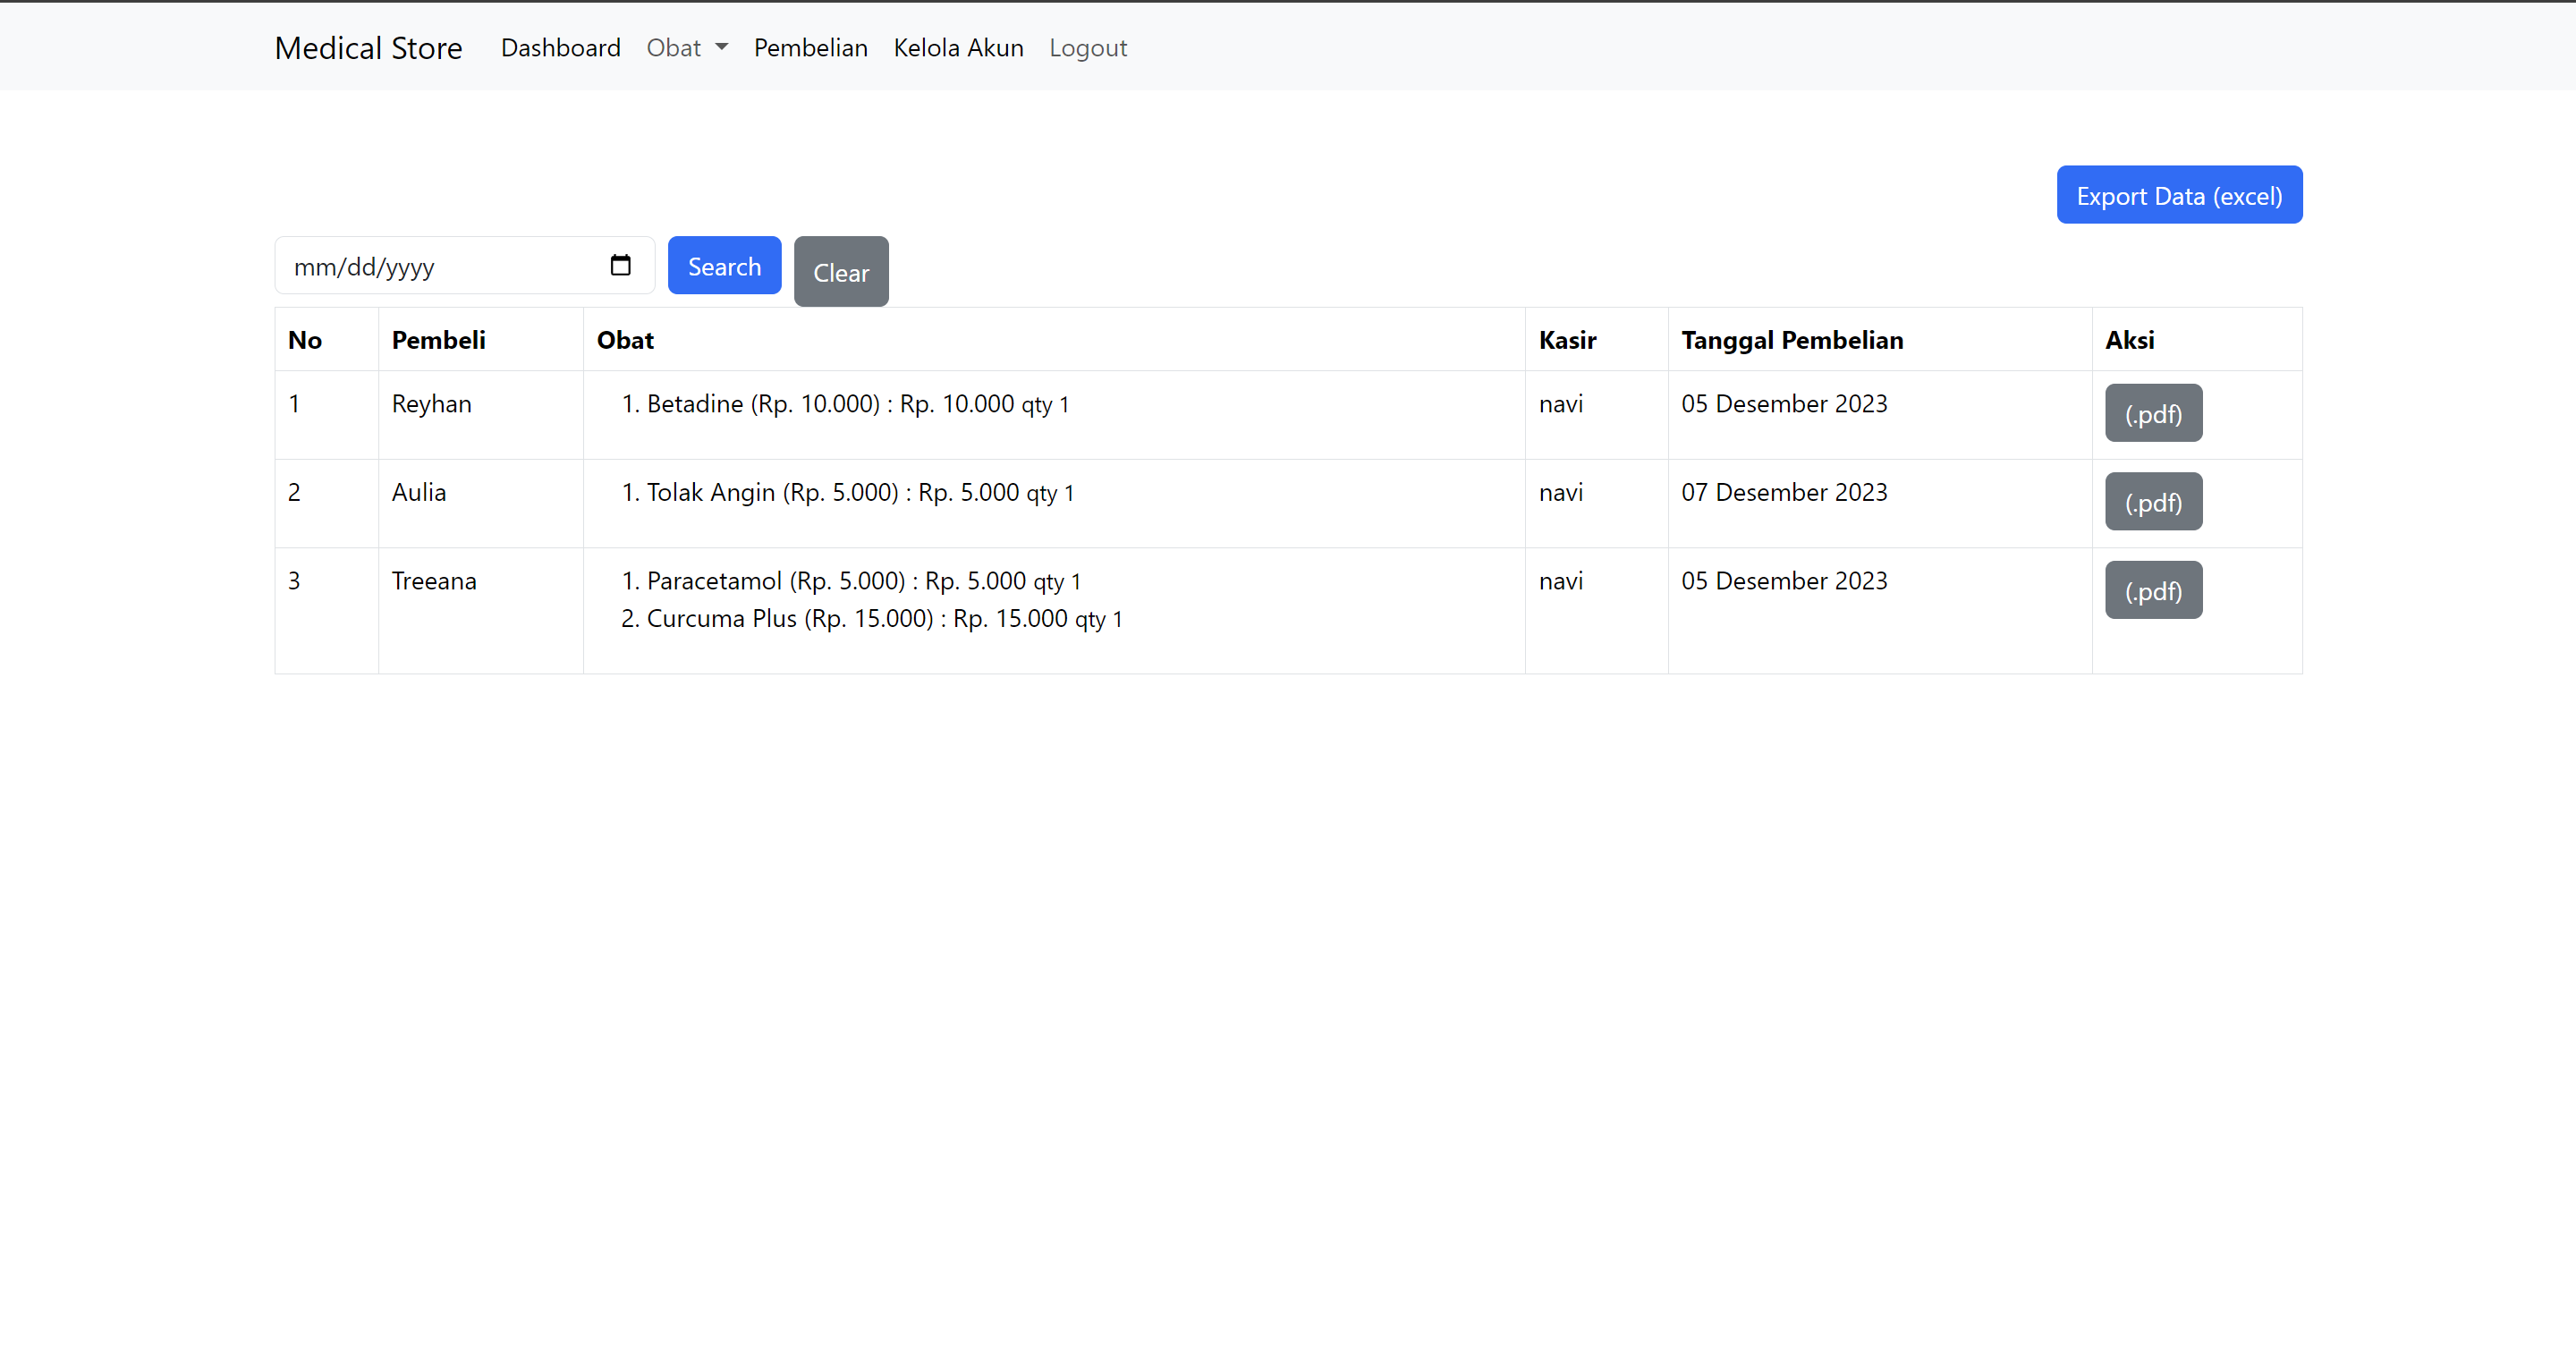 Medical Store Dashboard Obat Pembelian Kelola Akun Logout
Export Data (excel)
mm/dd/yyyy Search Clear
No Pembeli Obat Kasir Tanggal Pembelian Aksi
1 Reyhan 1. Betadine (Rp. 10.000) : Rp. 10.000 qty 1 navi 05 Desember 2023 (.pdf)
2 Aulia 1. Tolak Angin (Rp. 5.000) : Rp. 5.000 qty 1 navi 07 Desember 2023 (.pdf)
3 Treeana 1. Paracetamol (Rp. 5.000) : Rp. 5.000 qty 1 navi 05 Desember 2023 (.pdf)
2. Curcuma Plus (Rp. 15.000) : Rp. 15.000 qty 1